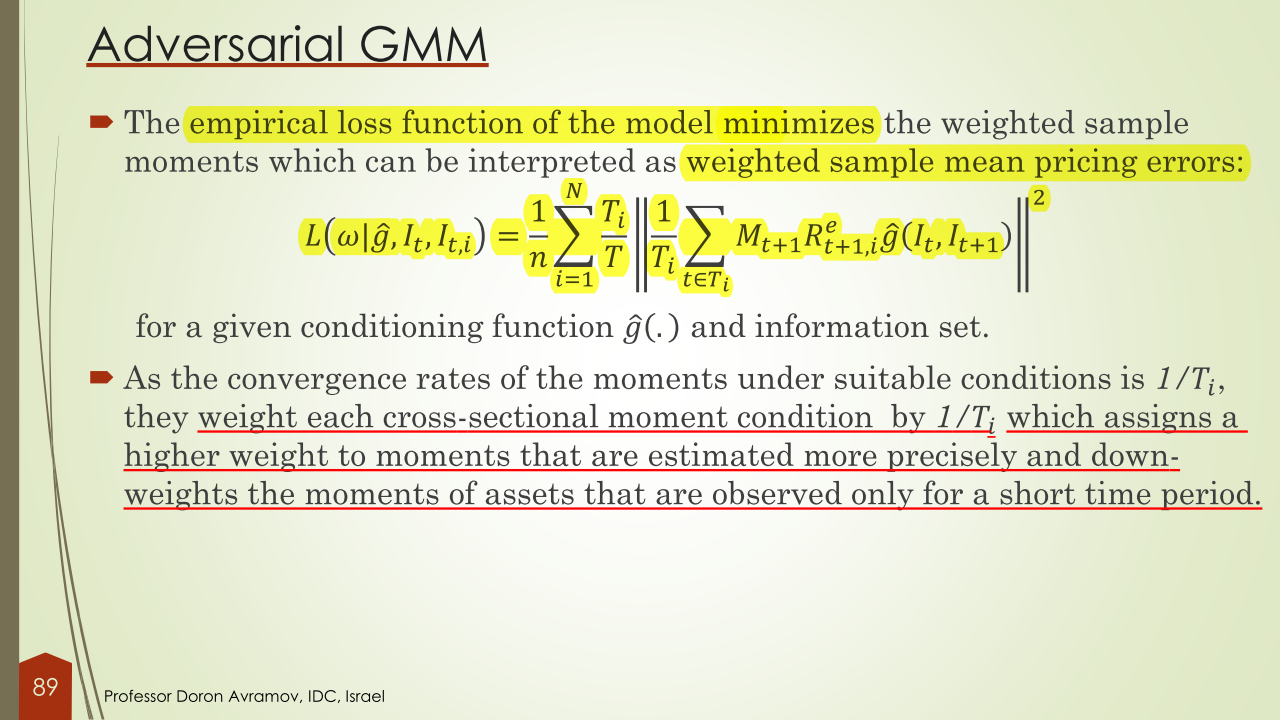 Adversarial GMM
The empirical loss function of the model minimizes the weighted sample
moments which can be interpreted as weighted sample mean pricing errors:
L(ω|ĝ, I_t, I_{t,i}) = \frac{1}{n} \sum_{i=1}^{N} \frac{T_i}{T} \left\| \frac{1}{T_i} \sum_{t∈T_i} M_{t+1} R^e_{t+1,i} ĝ(I_t, I_{t+1}) \right\|^2
for a given conditioning function ĝ(.) and information set.
As the convergence rates of the moments under suitable conditions is 1/T_i,
they weight each cross-sectional moment condition by 1/T_i which assigns a
higher weight to moments that are estimated more precisely and down-
weights the moments of assets that are observed only for a short time period.
89
Professor Doron Avramov, IDC, Israel